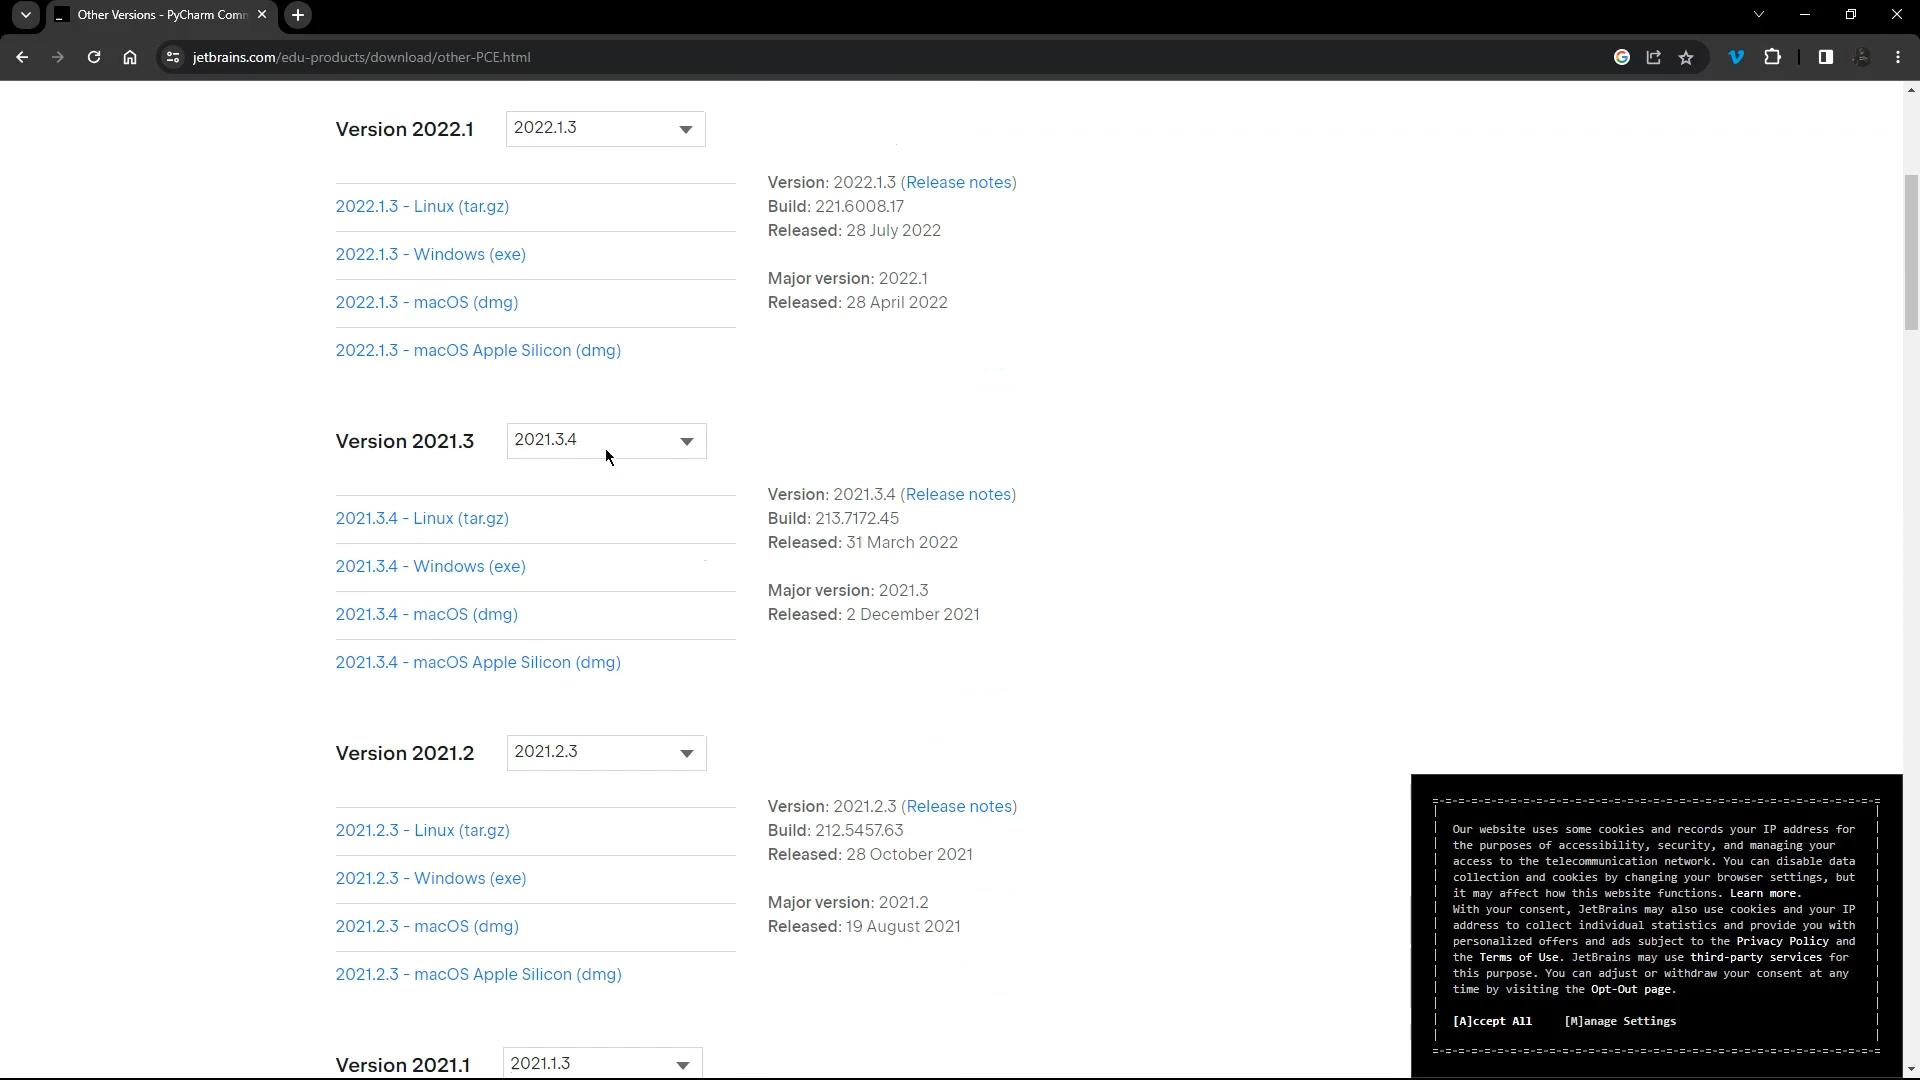 Other Versions - PyCharm Comm
jetbrains.com/edu-products/download/other-PCE.html
Version 2022.1
2022.1.3
2022.1.3 - Linux (tar.gz)
2022.1.3 - Windows (exe)
2022.1.3 - macOS (dmg)
2022.1.3 - macOS Apple Silicon (dmg)
Version: 2022.1.3 (Release notes)
Build: 221.6008.17
Released: 28 July 2022
Major version: 2022.1
Released: 28 April 2022
Version 2021.3
2021.3.4
2021.3.4 - Linux (tar.gz)
2021.3.4 - Windows (exe)
2021.3.4 - macOS (dmg)
2021.3.4 - macOS Apple Silicon (dmg)
Version: 2021.3.4 (Release notes)
Build: 213.7172.45
Released: 31 March 2022
Major version: 2021.3
Released: 2 December 2021
Version 2021.2
2021.2.3
2021.2.3 - Linux (tar.gz)
2021.2.3 - Windows (exe)
2021.2.3 - macOS (dmg)
2021.2.3 - macOS Apple Silicon (dmg)
Version: 2021.2.3 (Release notes)
Build: 212.5457.63
Released: 28 October 2021
Major version: 2021.2
Released: 19 August 2021
Version 2021.1
2021.1.3
Our website uses some cookies and records your IP address for
the purposes of accessibility, security, and managing your
access to the telecommunication network. You can disable data
collection and cookies by changing your browser settings, but
it may affect how this website functions. Learn more.
With your consent, JetBrains may also use cookies and your IP
address to collect individual statistics and provide you with
personalized offers and ads subject to the Privacy Policy and
the Terms of Use. JetBrains may use third-party services for
this purpose. You can adjust or withdraw your consent at any
time by visiting the Opt-Out page.
[A]ccept All
[M]anage Settings